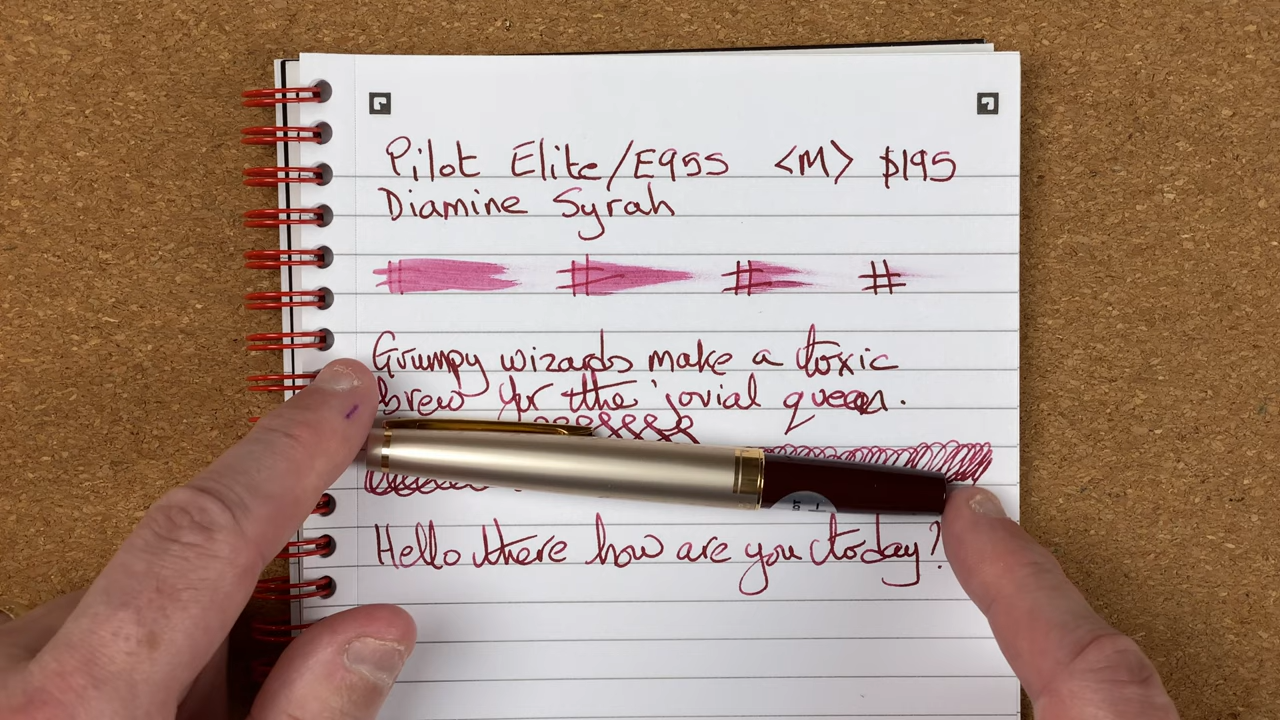 Pilot Elite/E95S <M> $195
Diamine Syrah
Grumpy wizards make a toxic
brew for the jovial queen.
Hello there how are you today?